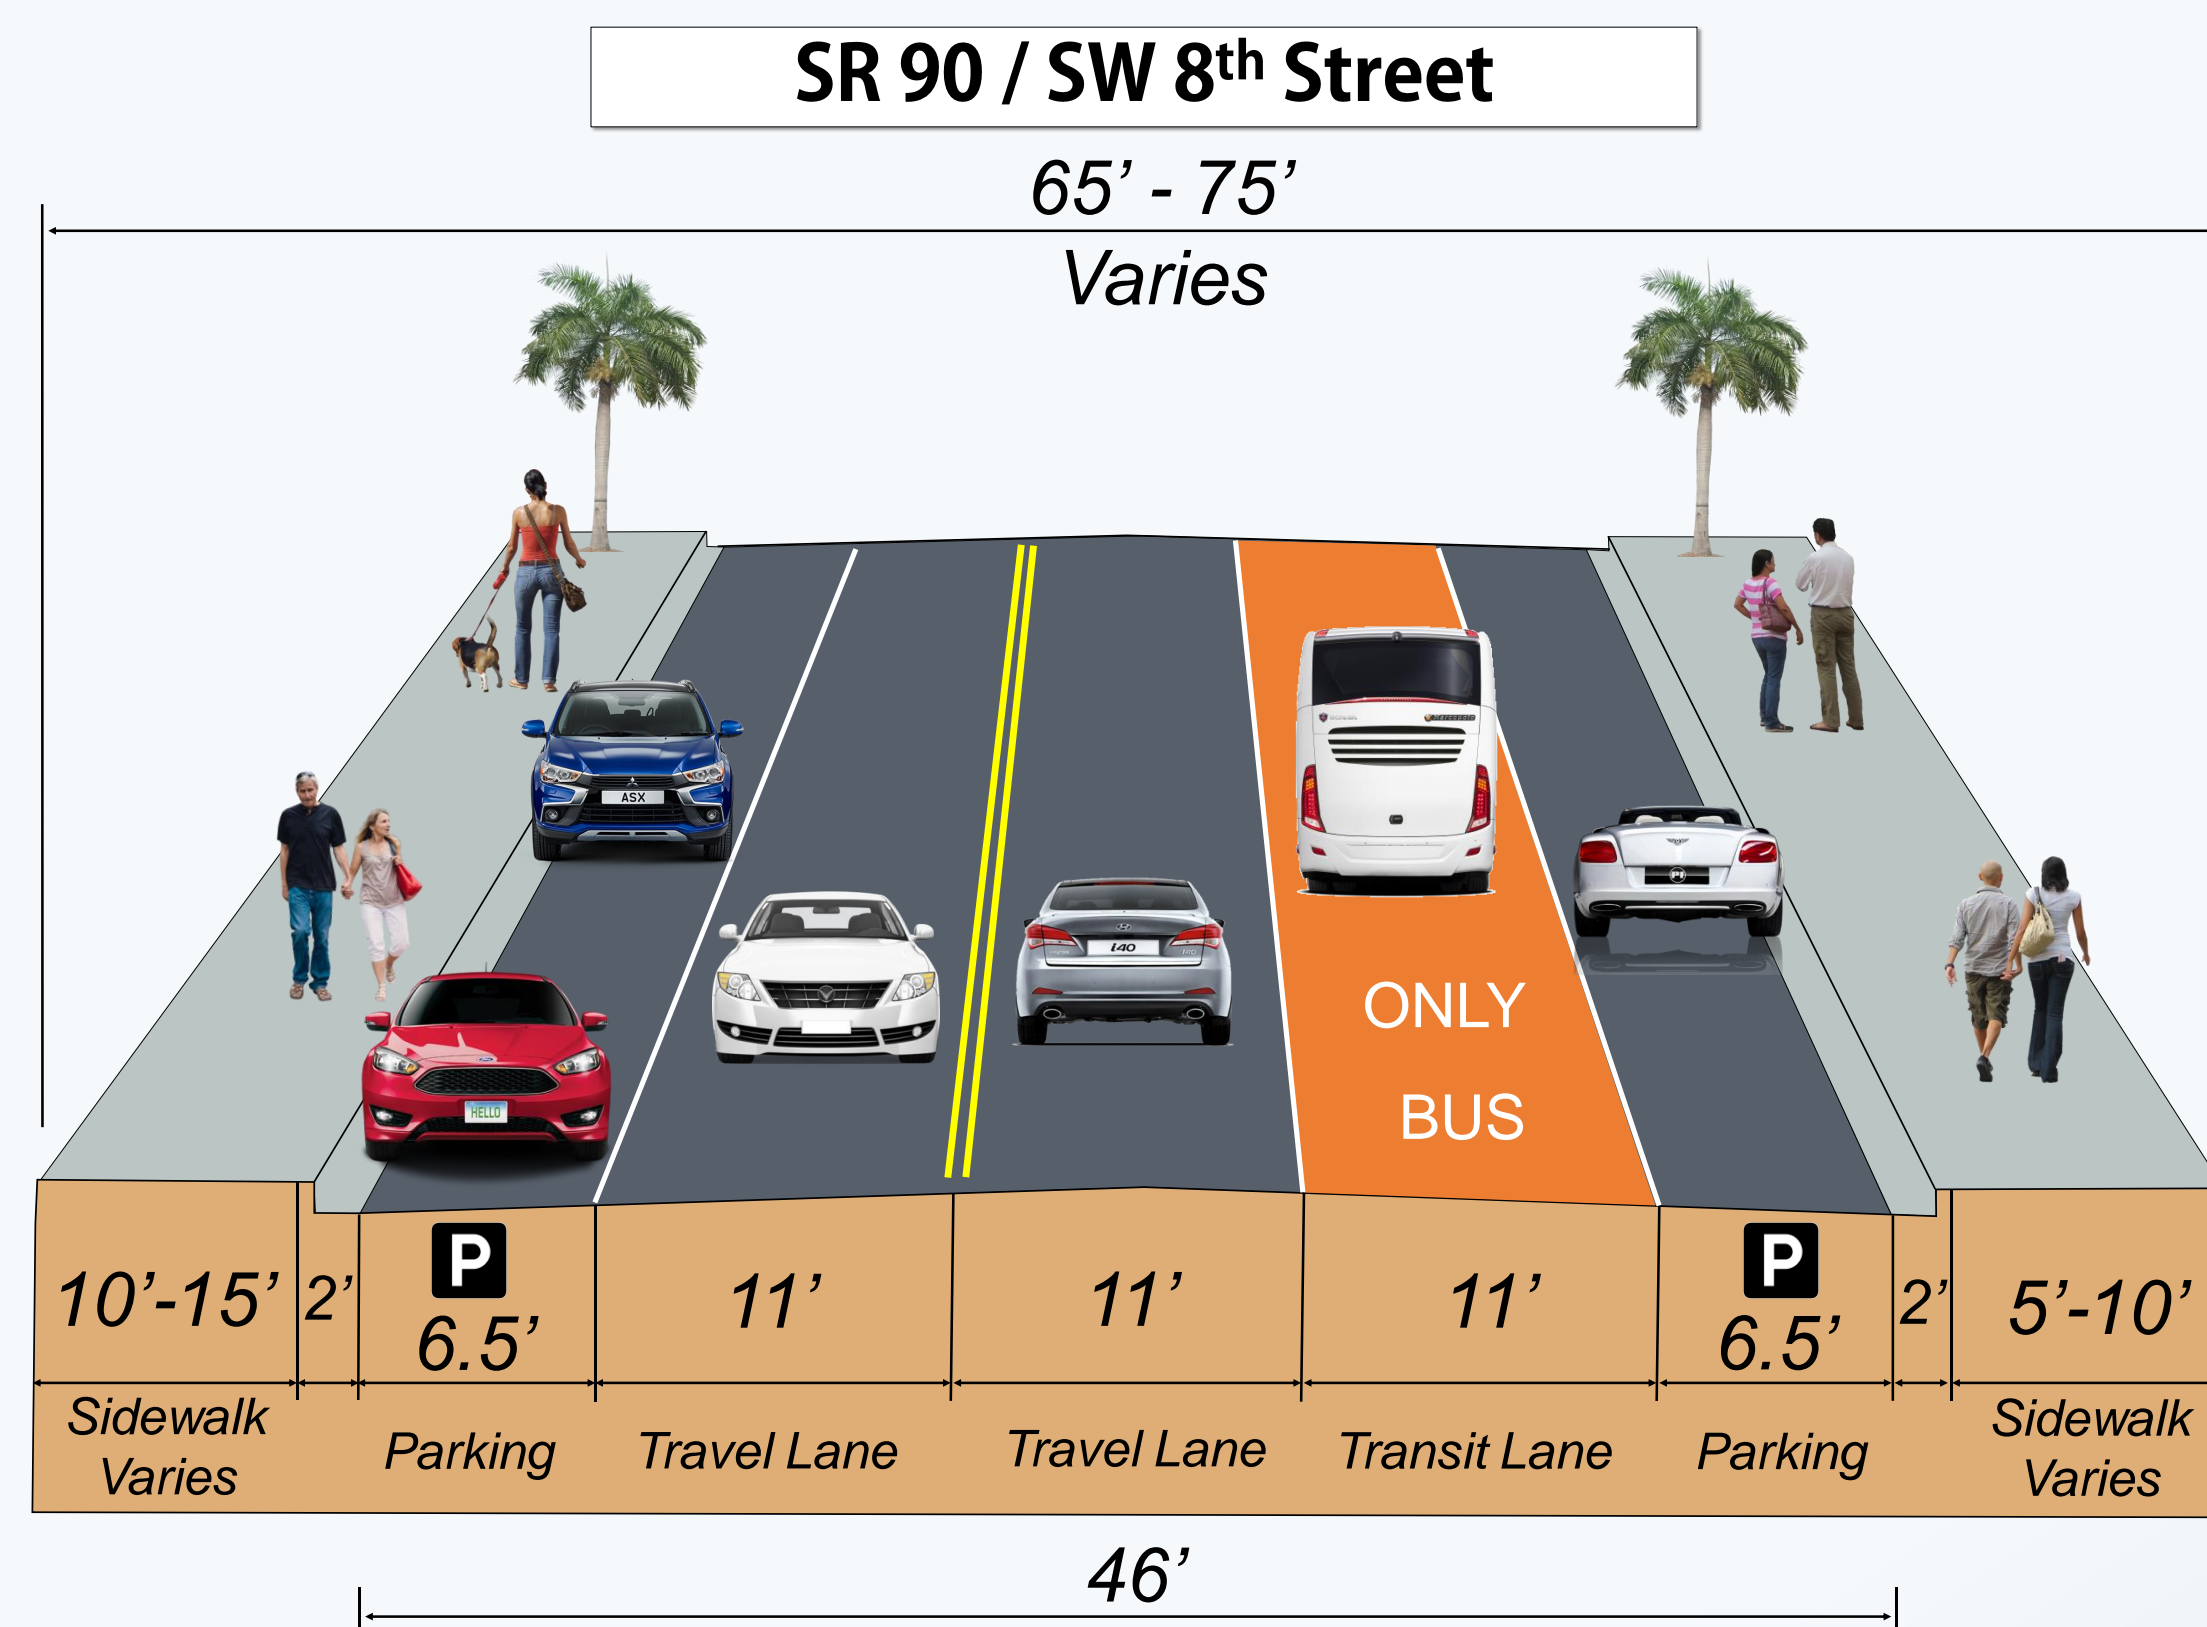 SR 90 / SW 8th Street
65’ - 75’
Varies
ASX
i40
HELLO
ONLY
BUS
P
P
10’-15’
2’
6.5’
11’
11’
11’
6.5’
2’
5’-10’
Sidewalk
Varies
Parking
Travel Lane
Travel Lane
Transit Lane
Parking
Sidewalk
Varies
46’